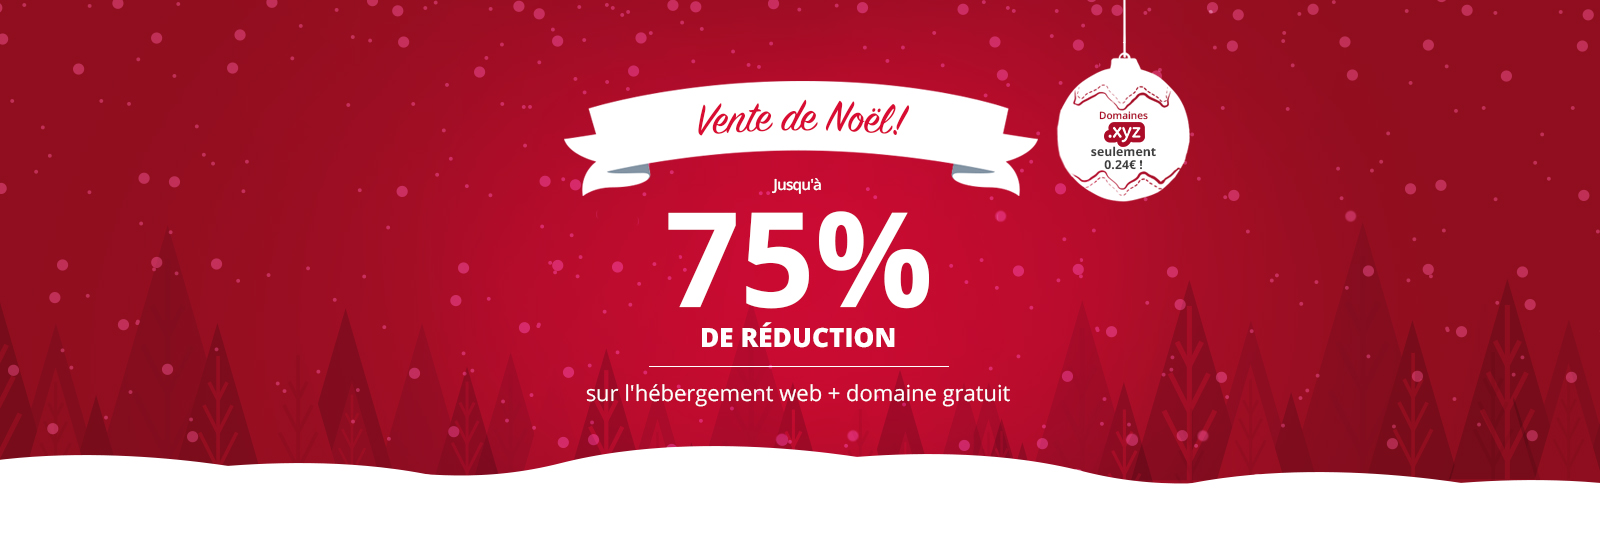 Vente de Noël!
Jusqu'à
75%
DE RÉDUCTION
sur l'hébergement web + domaine gratuit
Domaines
.xyz
seulement
0.24€ !